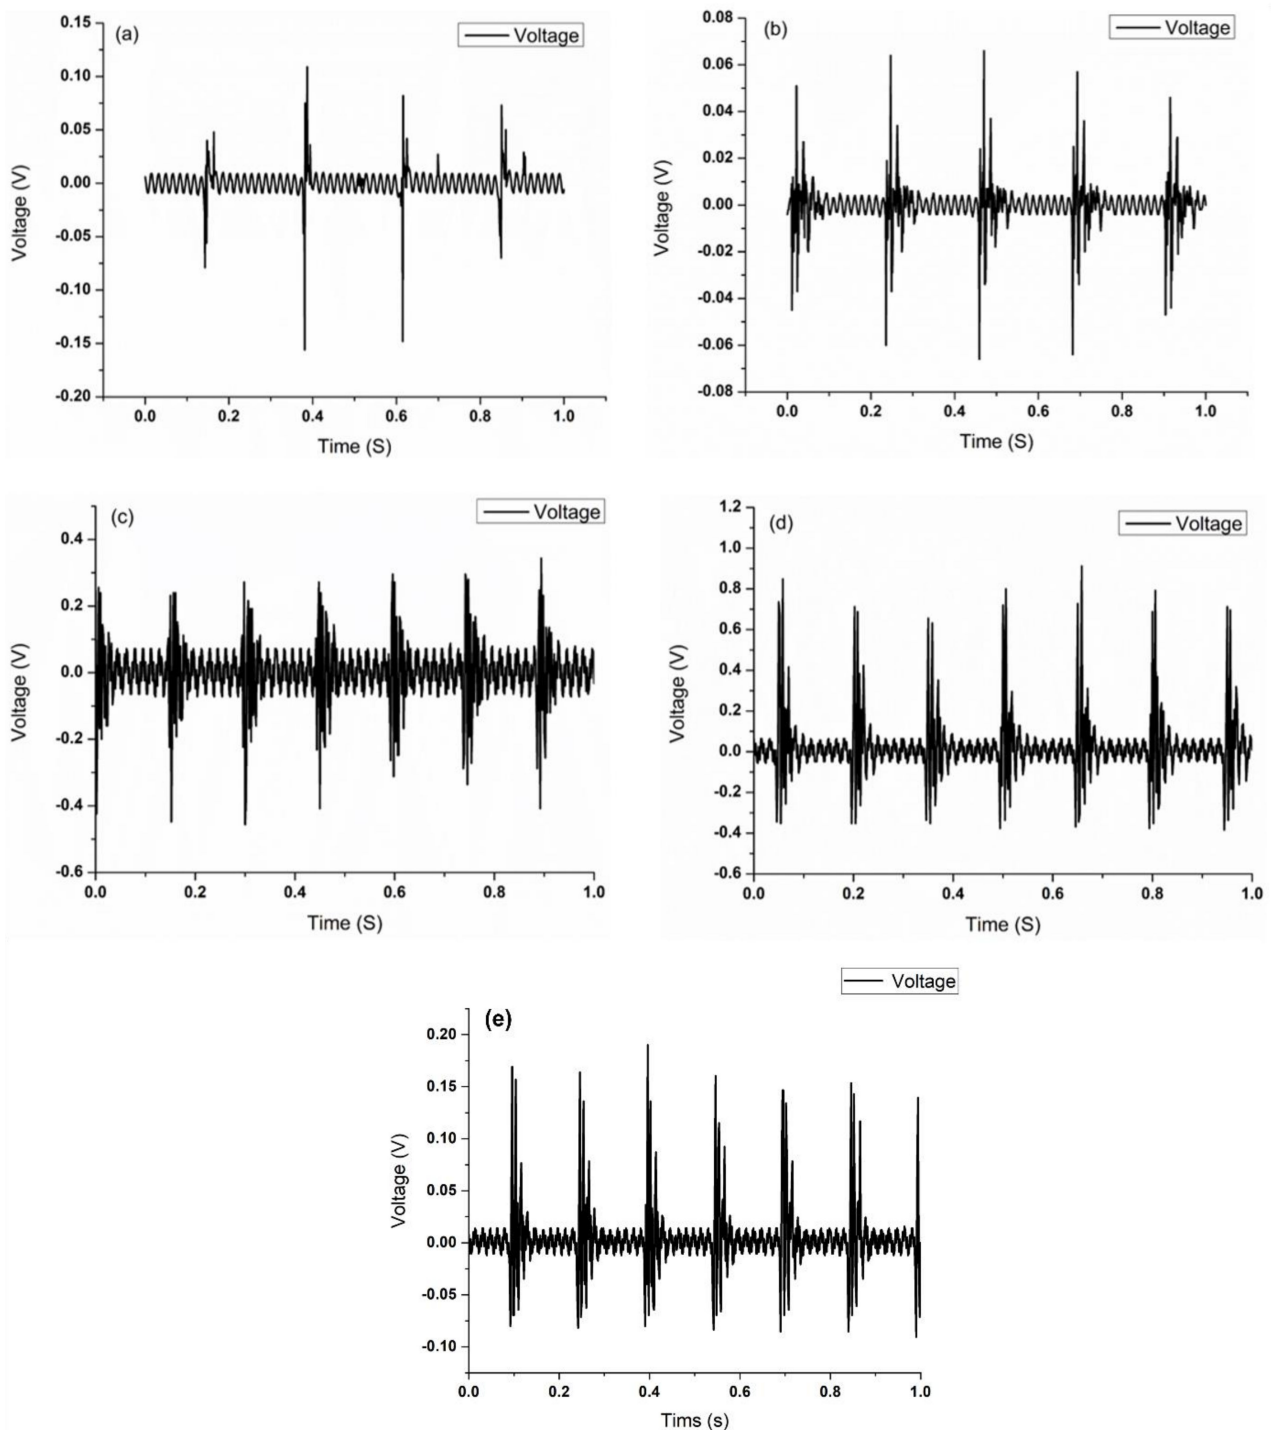 (a)
Voltage
0.15
0.10
0.05
0.00
-0.05
-0.10
-0.15
-0.20
Voltage (V)
0.0 0.2 0.4 0.6 0.8 1.0
Time (S)
(b)
Voltage
0.08
0.06
0.04
0.02
0.00
-0.02
-0.04
-0.06
-0.08
Voltage (V)
0.0 0.2 0.4 0.6 0.8 1.0
Time (S)
(c)
Voltage
0.4
0.2
0.0
-0.2
-0.4
-0.6
Voltage (V)
0.0 0.2 0.4 0.6 0.8 1.0
Time (S)
(d)
Voltage
1.2
1.0
0.8
0.6
0.4
0.2
0.0
-0.2
-0.4
-0.6
Voltage (V)
0.0 0.2 0.4 0.6 0.8 1.0
Time (S)
Voltage
(e)
0.20
0.15
0.10
0.05
0.00
-0.05
-0.10
Voltage (V)
0.0 0.2 0.4 0.6 0.8 1.0
Tims (s)